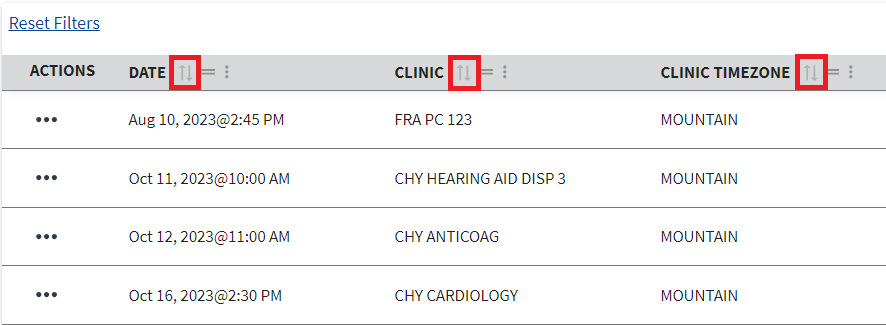 Reset Filters
ACTIONS DATE CLINIC CLINIC TIMEZONE
Aug 10, 2023@2:45 PM FRA PC 123 MOUNTAIN
Oct 11, 2023@10:00 AM CHY HEARING AID DISP 3 MOUNTAIN
Oct 12, 2023@11:00 AM CHY ANTICOAG MOUNTAIN
Oct 16, 2023@2:30 PM CHY CARDIOLOGY MOUNTAIN